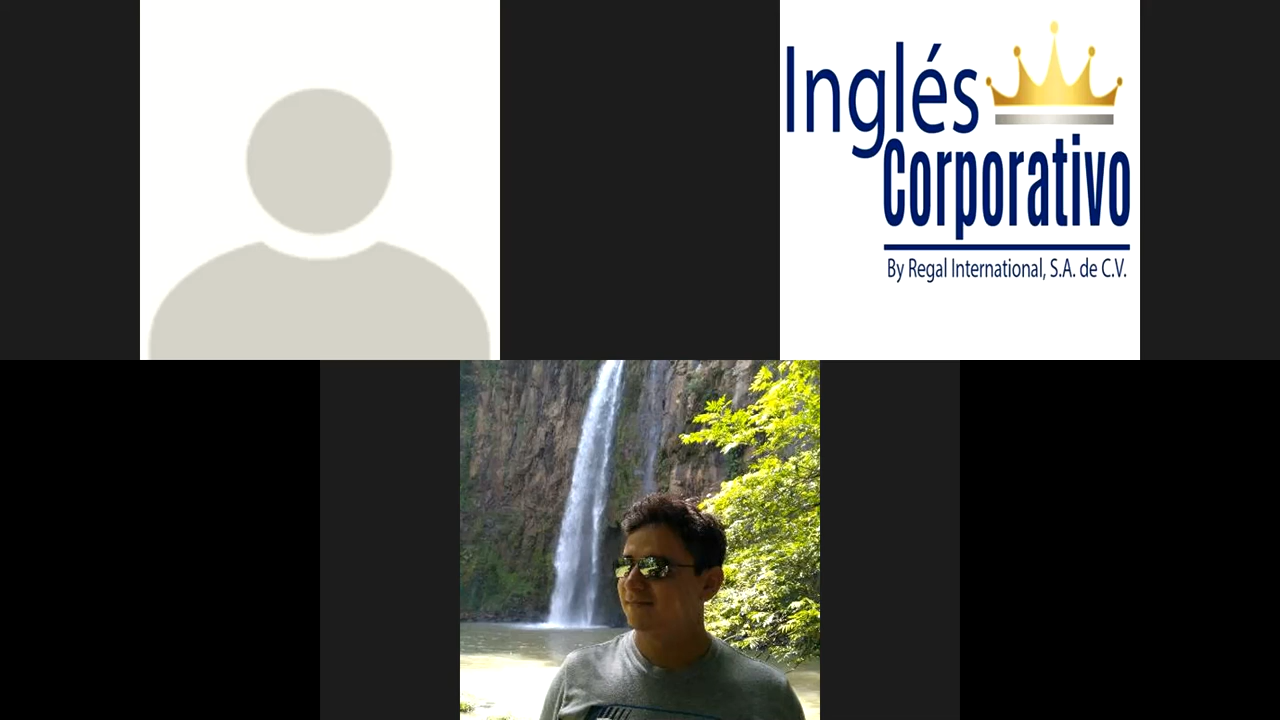 Inglés
Corporativo
By Regal International, S.A. de C.V.